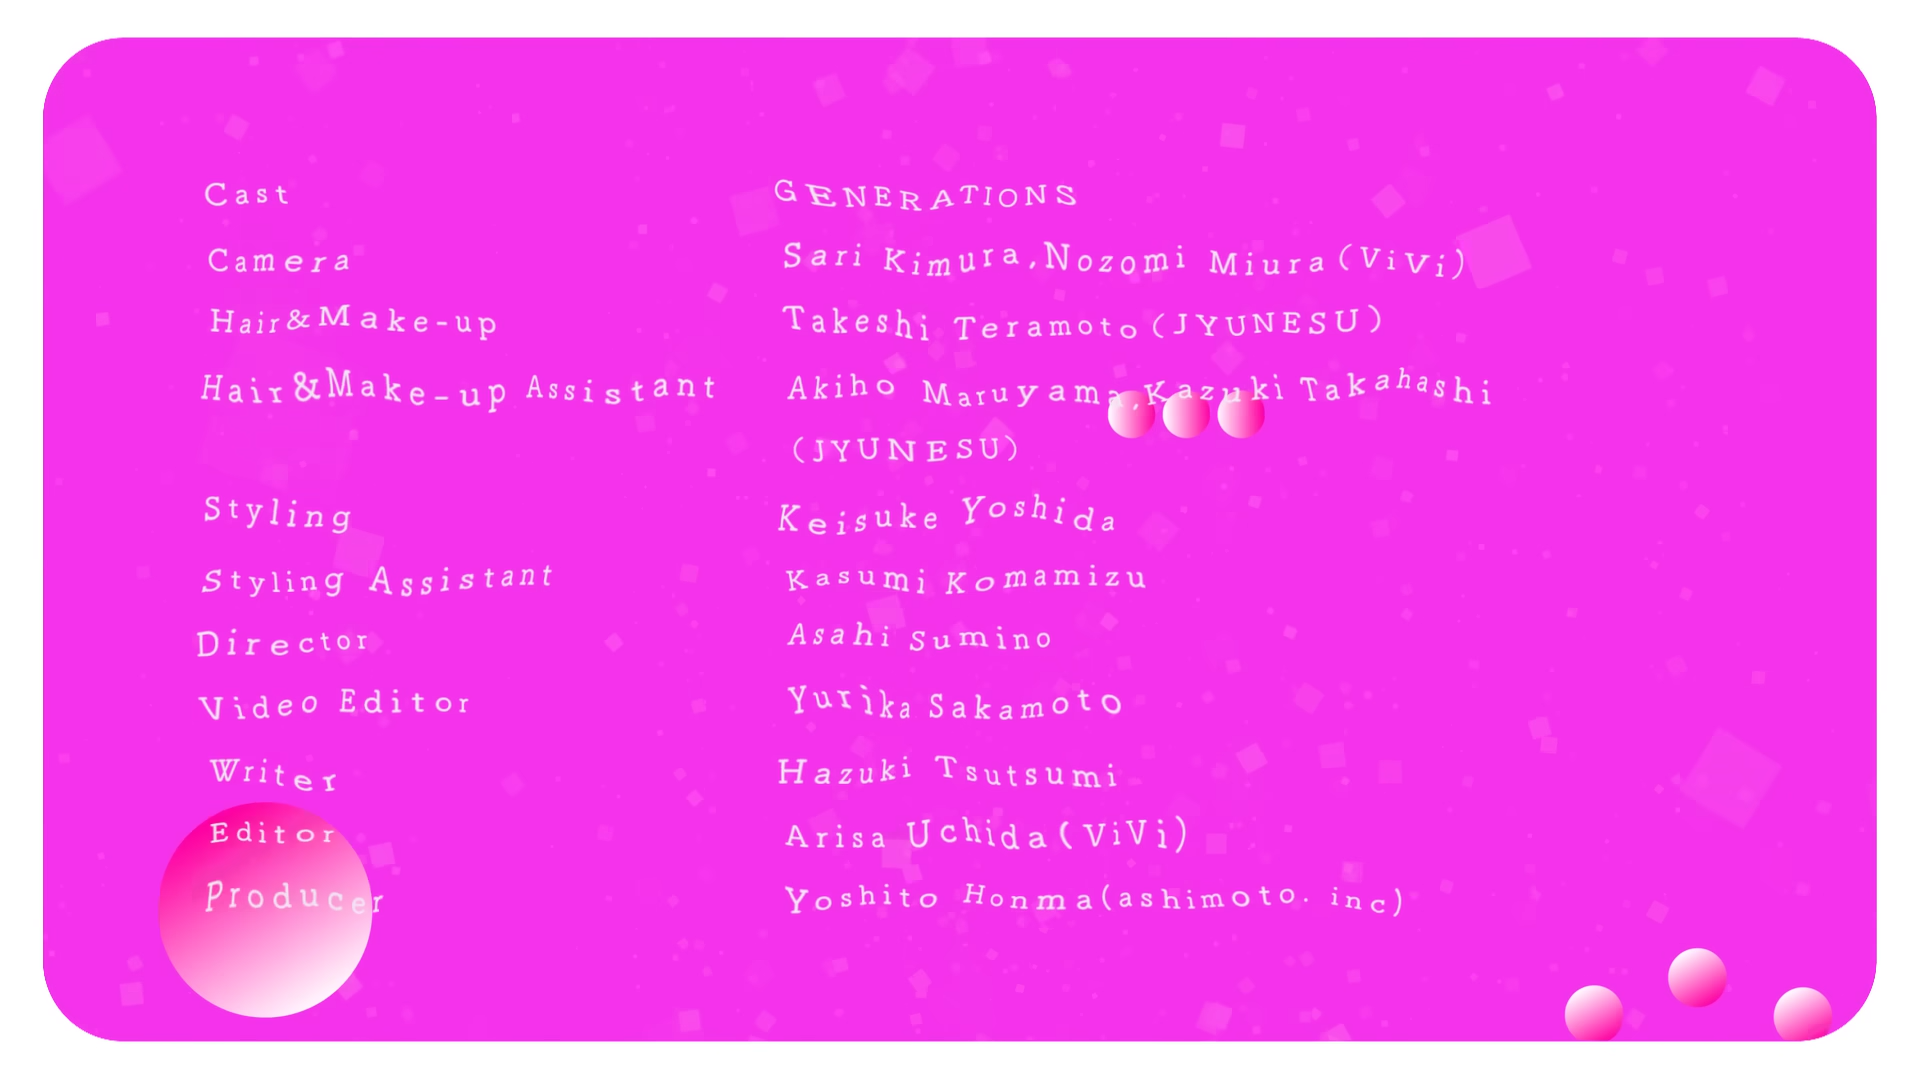 Cast GENERATIONS
Camera Sari Kimura,Nozomi Miura(ViVi)
Hair&Make-up Takeshi Teramoto(JYUNESU)
Hair&Make-up Assistant Akiho Maruyama,Kazuki Takahashi
(JYUNESU)
Styling Keisuke Yoshida
Styling Assistant Kasumi Komamizu
Director Asahi Sumino
Video Editor Yurika Sakamoto
Writer Hazuki Tsutsumi
Editor Arisa Uchida(ViVi)
Producer Yoshito Honma(ashimoto. inc)